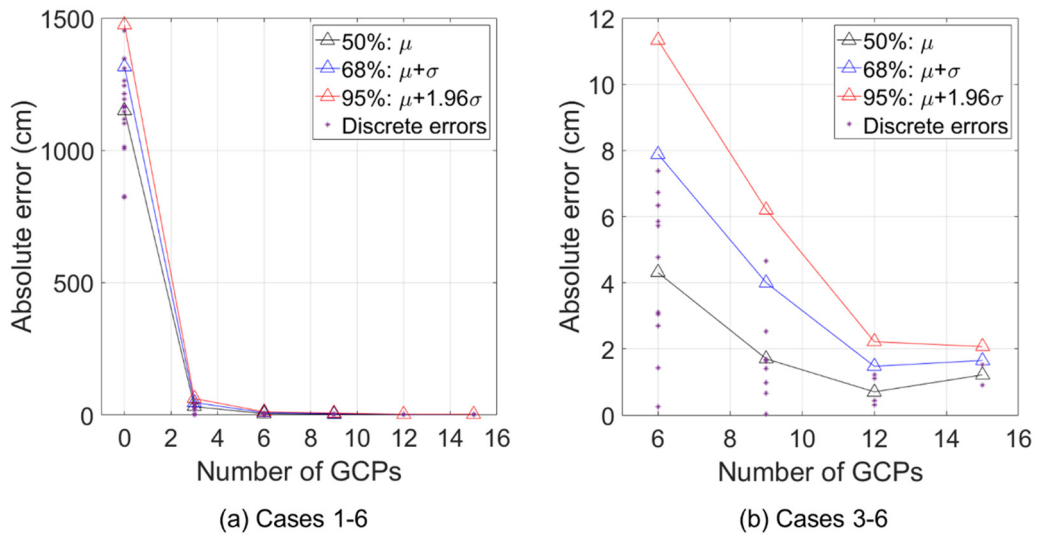 1500
1000
500
0
Absolute error (cm)
50%: μ
68%: μ+σ
95%: μ+1.96σ
Discrete errors
0 2 4 6 8 10 12 14 16
Number of GCPs
(a) Cases 1-6
12
10
8
6
4
2
0
Absolute error (cm)
50%: μ
68%: μ+σ
95%: μ+1.96σ
Discrete errors
6 8 10 12 14 16
Number of GCPs
(b) Cases 3-6